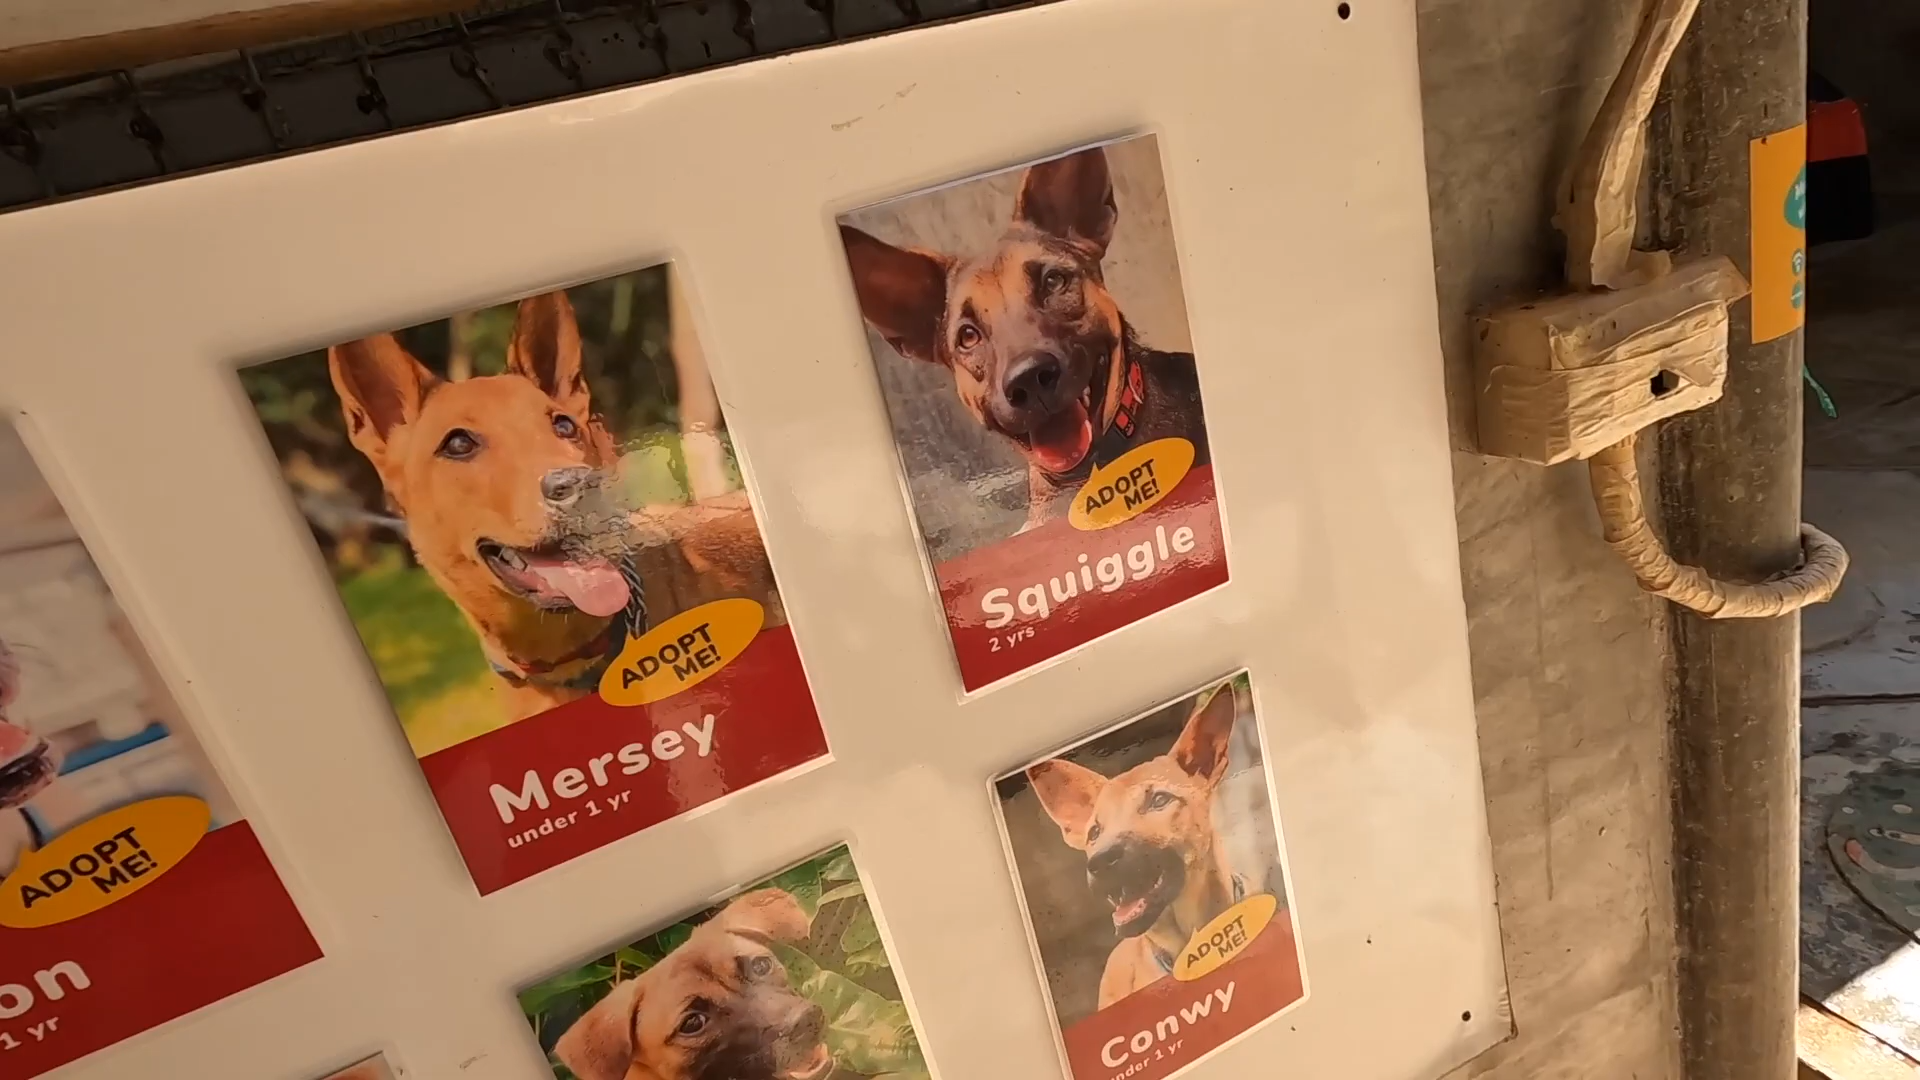 ADOPT
ME!
Squiggle
2 yrs
ADOPT
ME!
Mersey
under 1 yr
ADOPT
ME!
on
1 yr
ADOPT
ME!
Conwy
under 1 yr